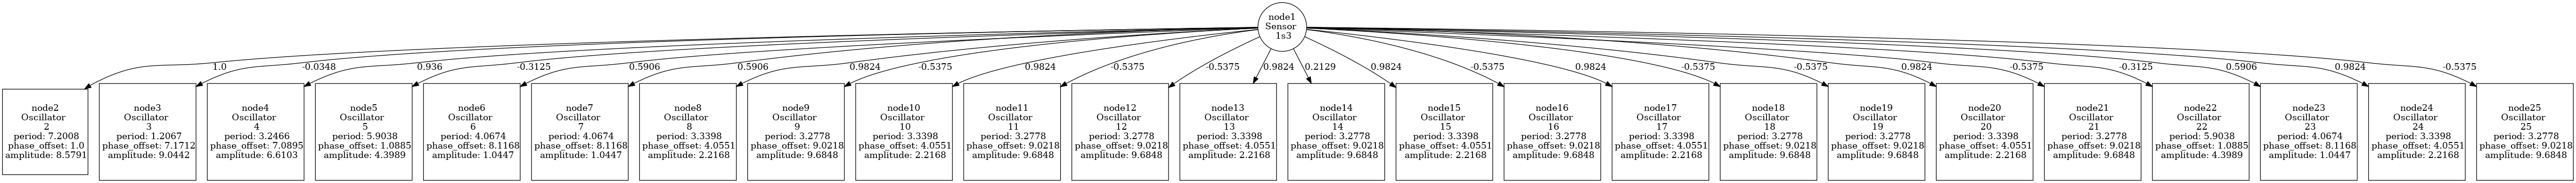 node1
Sensor
1s3
1.0
-0.0348
0.936
-0.3125
0.5906
0.5906
0.9824
-0.5375
0.9824
-0.5375
-0.5375
0.9824
0.2129
0.9824
-0.5375
0.9824
-0.5375
-0.5375
0.9824
-0.5375
-0.3125
0.5906
0.9824
-0.5375
node2
Oscillator
2
period: 7.2008
phase_offset: 1.0
amplitude: 8.5791
node3
Oscillator
3
period: 1.2067
phase_offset: 7.1712
amplitude: 9.0442
node4
Oscillator
4
period: 3.2466
phase_offset: 7.0895
amplitude: 6.6103
node5
Oscillator
5
period: 5.9038
phase_offset: 1.0885
amplitude: 4.3989
node6
Oscillator
6
period: 4.0674
phase_offset: 8.1168
amplitude: 1.0447
node7
Oscillator
7
period: 4.0674
phase_offset: 8.1168
amplitude: 1.0447
node8
Oscillator
8
period: 3.3398
phase_offset: 4.0551
amplitude: 2.2168
node9
Oscillator
9
period: 3.2778
phase_offset: 9.0218
amplitude: 9.6848
node10
Oscillator
10
period: 3.3398
phase_offset: 4.0551
amplitude: 2.2168
node11
Oscillator
11
period: 3.2778
phase_offset: 9.0218
amplitude: 9.6848
node12
Oscillator
12
period: 3.2778
phase_offset: 9.0218
amplitude: 9.6848
node13
Oscillator
13
period: 3.3398
phase_offset: 4.0551
amplitude: 2.2168
node14
Oscillator
14
period: 3.2778
phase_offset: 9.0218
amplitude: 9.6848
node15
Oscillator
15
period: 3.3398
phase_offset: 4.0551
amplitude: 2.2168
node16
Oscillator
16
period: 3.2778
phase_offset: 9.0218
amplitude: 9.6848
node17
Oscillator
17
period: 3.3398
phase_offset: 4.0551
amplitude: 2.2168
node18
Oscillator
18
period: 3.2778
phase_offset: 9.0218
amplitude: 9.6848
node19
Oscillator
19
period: 3.2778
phase_offset: 9.0218
amplitude: 9.6848
node20
Oscillator
20
period: 3.3398
phase_offset: 4.0551
amplitude: 2.2168
node21
Oscillator
21
period: 3.2778
phase_offset: 9.0218
amplitude: 9.6848
node22
Oscillator
22
period: 5.9038
phase_offset: 1.0885
amplitude: 4.3989
node23
Oscillator
23
period: 4.0674
phase_offset: 8.1168
amplitude: 1.0447
node24
Oscillator
24
period: 3.3398
phase_offset: 4.0551
amplitude: 2.2168
node25
Oscillator
25
period: 3.2778
phase_offset: 9.0218
amplitude: 9.6848